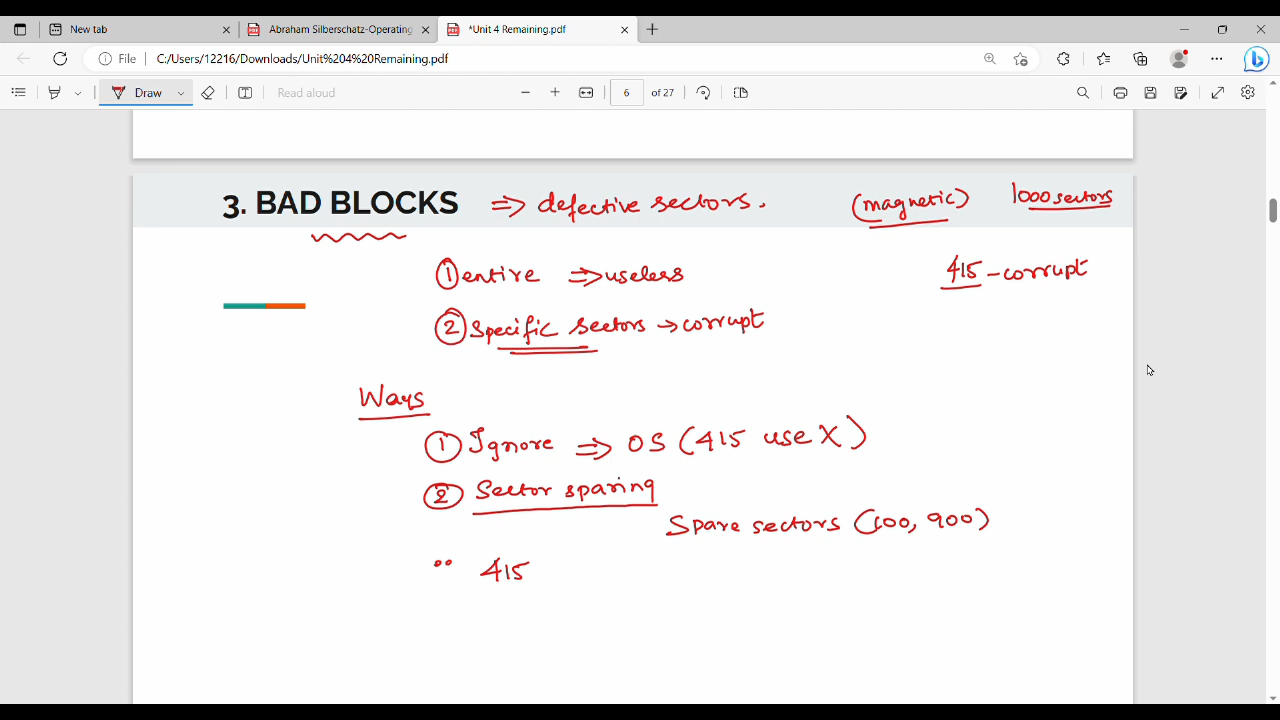 New tab
Abraham Silberschatz-Operating
*Unit 4 Remaining.pdf
File C:/Users/12216/Downloads/Unit%204%20Remaining.pdf
Draw Read aloud 6 of 27
3. BAD BLOCKS ⇒ defective sectors. (magnetic) 1000 sectors
① entire ⇒ useless
415 - corrupt
② Specific sectors → corrupt
Ways
① Ignore ⇒ OS (415 use X)
② Sector sparing
Spare sectors (100, 900)
415